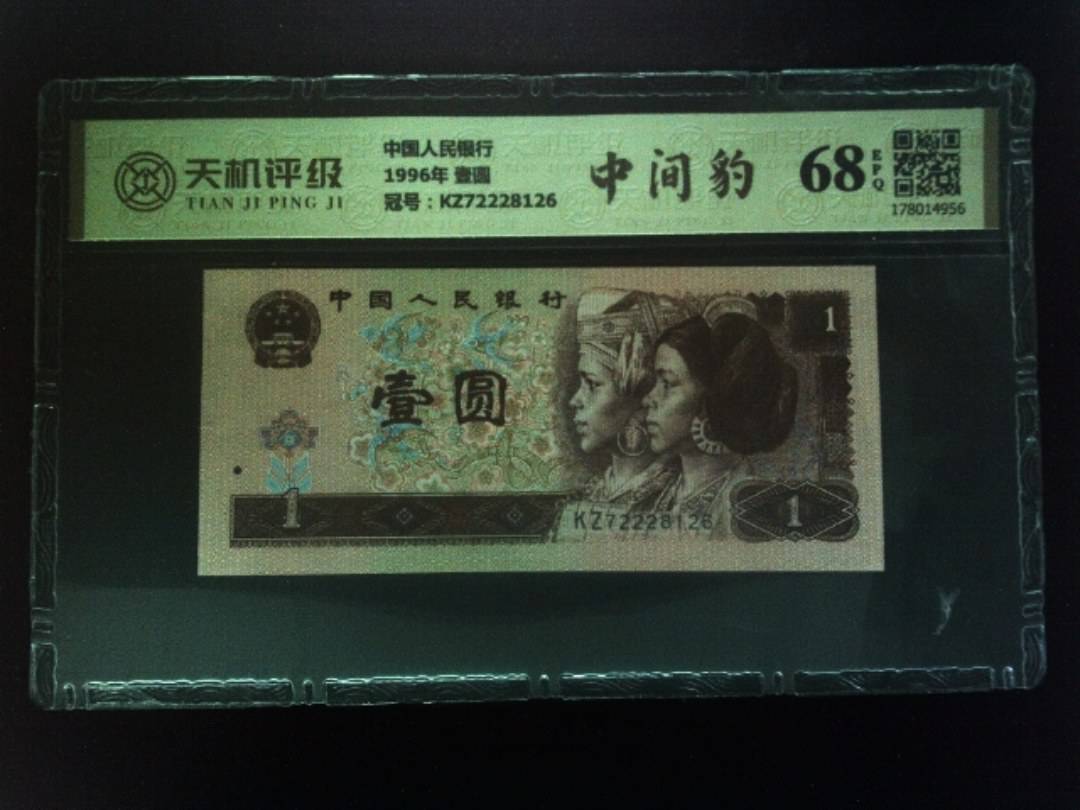 天机评级
TIAN JI PING JI
中国人民银行
1996年 壹圆
冠号：KZ72228126
中间豹
68
EPQ
178014956
中国人民银行
1
壹圆
1
KZ72228126
1